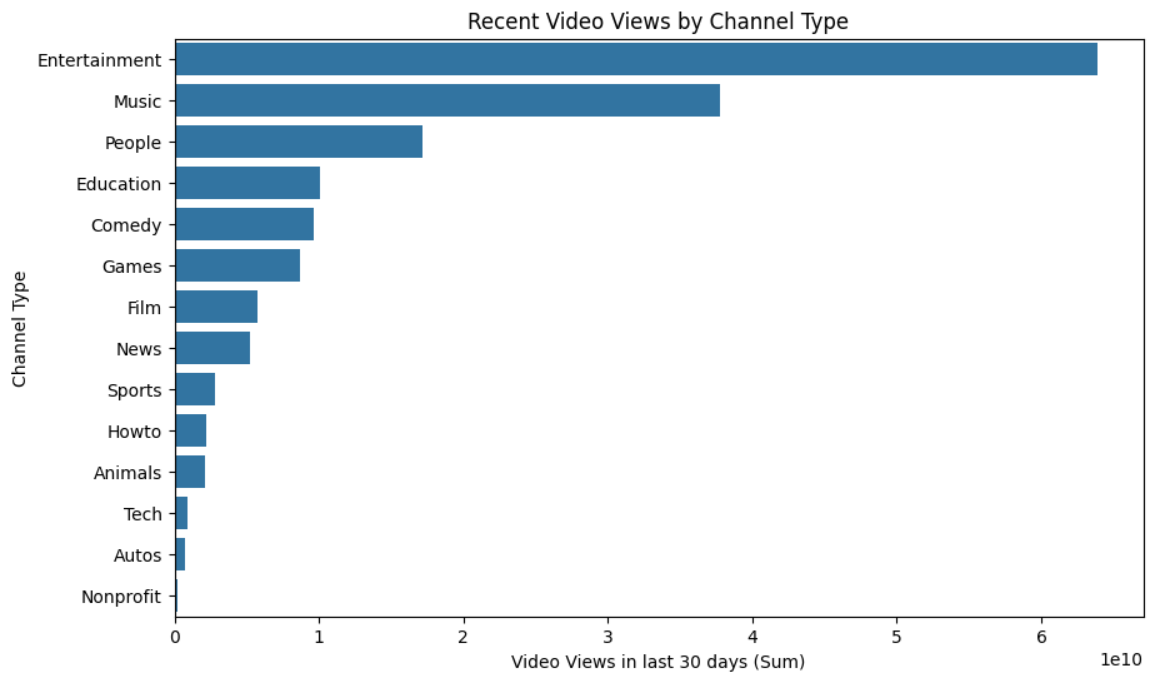 Recent Video Views by Channel Type
Entertainment
Music
People
Education
Comedy
Games
Film
News
Sports
Howto
Animals
Tech
Autos
Nonprofit
Channel Type
0 1 2 3 4 5 6
1e10
Video Views in last 30 days (Sum)